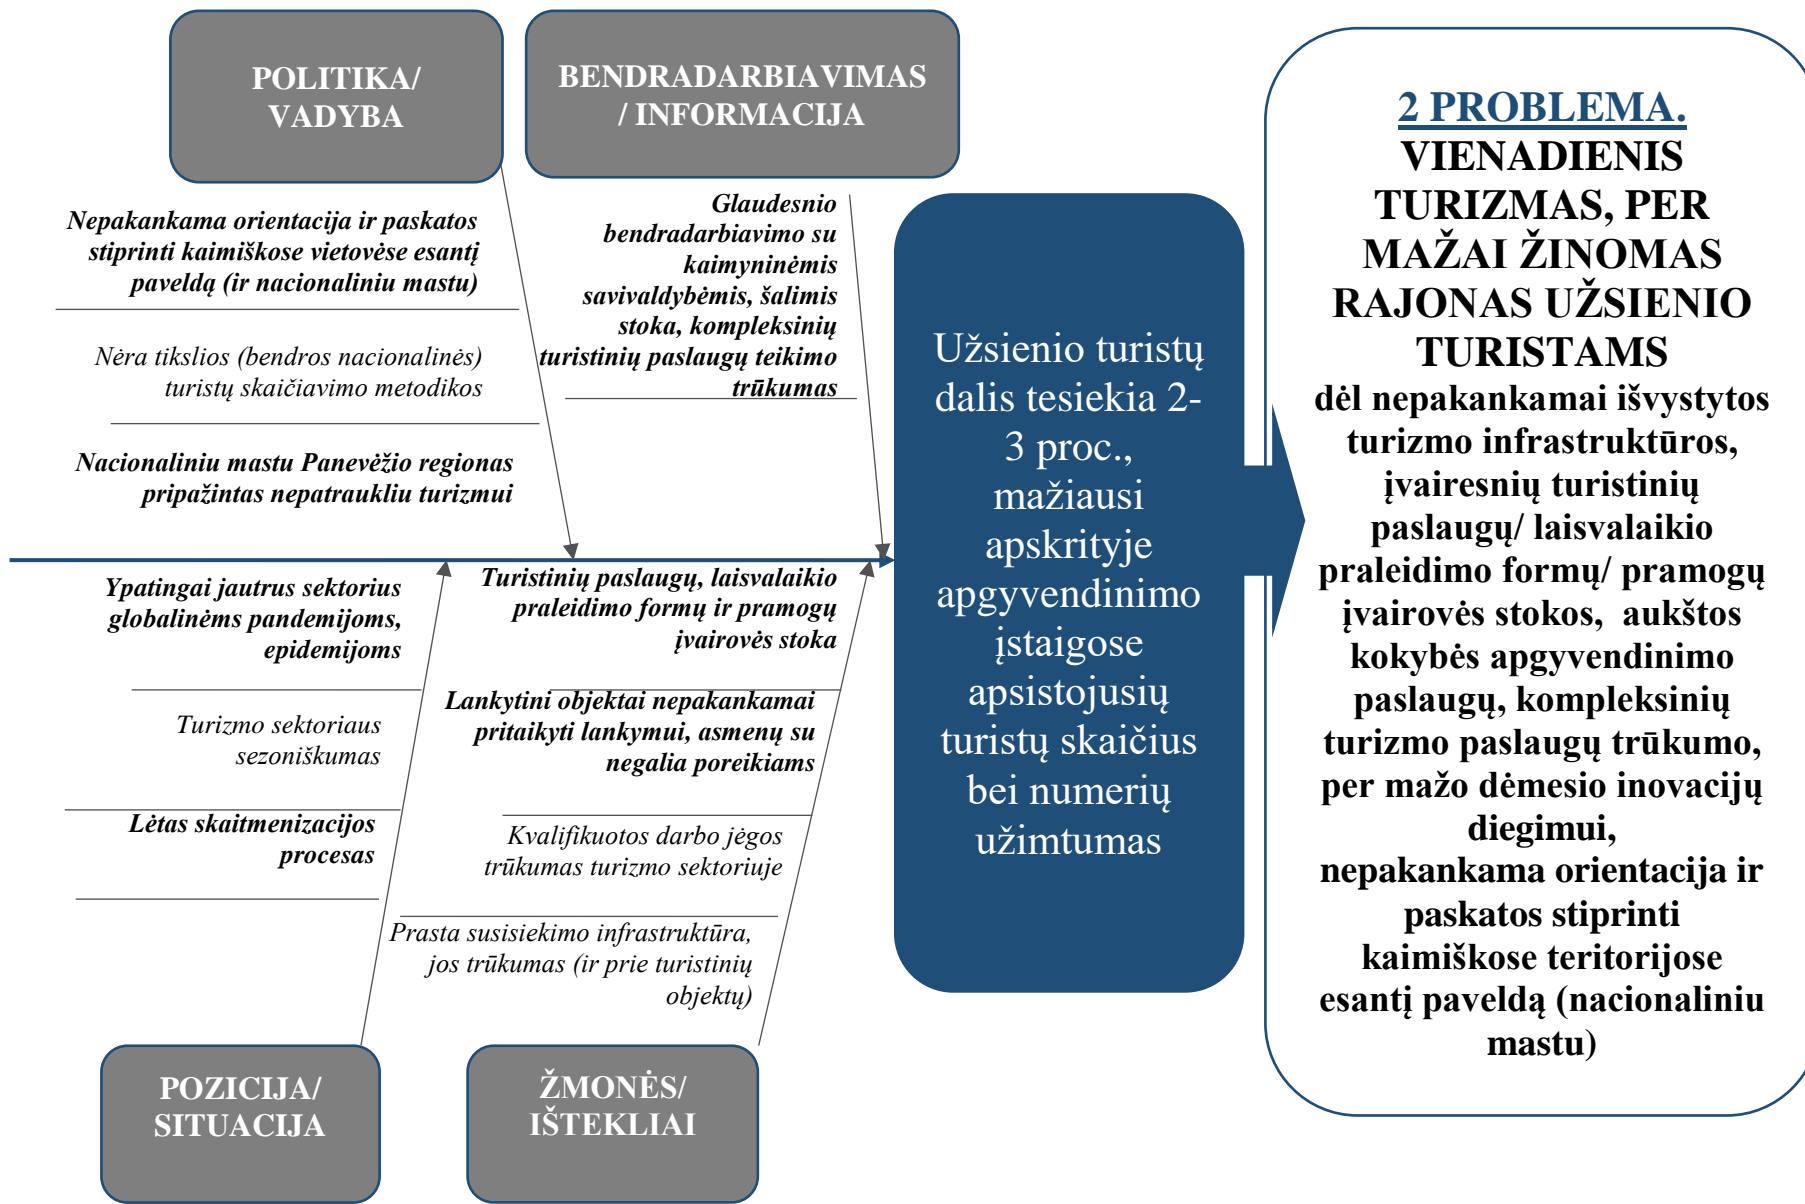 POLITIKA/
VADYBA
BENDRADARBIAVIMAS
/ INFORMACIJA
Nepakankama orientacija ir paskatos
stiprinti kaimiškose vietovėse esantį
paveldą (ir nacionaliniu mastu)
Nėra tikslios (bendros nacionalinės)
turistų skaičiavimo metodikos
Nacionaliniu mastu Panevėžio regionas
pripažintas nepatraukliu turizmui
Glaudesnio
bendradarbiavimo su
kaimyninėmis
savivaldybėmis, šalimis
stoka, kompleksinių
turistinių paslaugų teikimo
trūkumas
Ypatingai jautrus sektorius
globalinėms pandemijoms,
epidemijoms
Turizmo sektoriaus
sezoniškumas
Lėtas skaitmenizacijos
procesas
Turistinių paslaugų, laisvalaikio
praleidimo formų ir pramogų
įvairovės stoka
Lankytini objektai nepakankamai
pritaikyti lankymui, asmenų su
negalia poreikiams
Kvalifikuotos darbo jėgos
trūkumas turizmo sektoriuje
Prasta susisiekimo infrastruktūra,
jos trūkumas (ir prie turistinių
objektų)
POZICIJA/
SITUACIJA
ŽMONĖS/
IŠTEKLIAI
Užsienio turistų
dalis tesiekia 2-
3 proc.,
mažiausi
apskrityje
apgyvendinimo
įstaigose
apsistojusių
turistų skaičius
bei numerių
užimtumas
2 PROBLEMA.
VIENADIENIS
TURIZMAS, PER
MAŽAI ŽINOMAS
RAJONAS UŽSIENIO
TURISTAMS
dėl nepakankamai išvystytos
turizmo infrastruktūros,
įvairesnių turistinių
paslaugų/ laisvalaikio
praleidimo formų/ pramogų
įvairovės stokos, aukštos
kokybės apgyvendinimo
paslaugų, kompleksinių
turizmo paslaugų trūkumo,
per mažo dėmesio inovacijų
diegimui,
nepakankama orientacija ir
paskatos stiprinti
kaimiškose teritorijose
esantį paveldą (nacionaliniu
mastu)